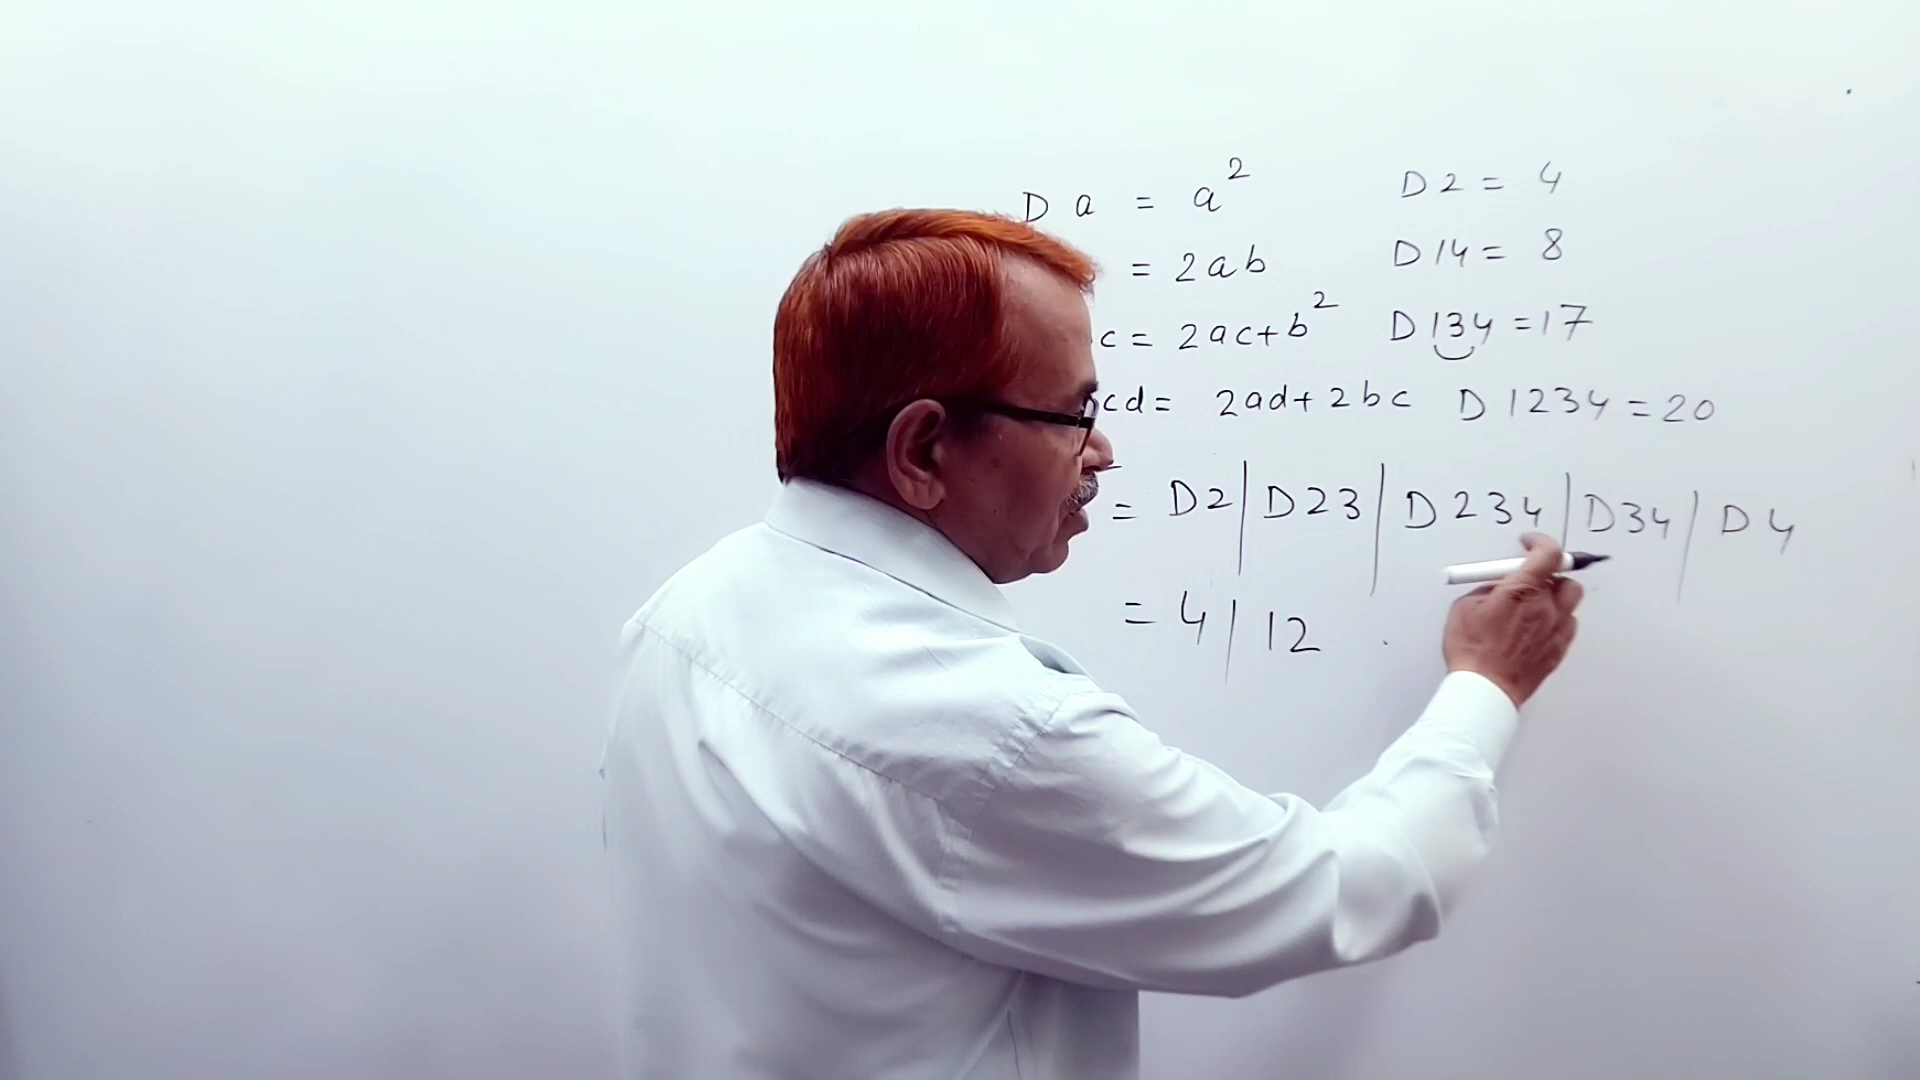 D a = a² D 2 = 4
= 2ab D 14 = 8
c = 2ac+b² D 134 = 17
cd = 2ad+2bc D 1234 = 20
= D2 | D23 | D234 | D34 | D4
= 4 | 12